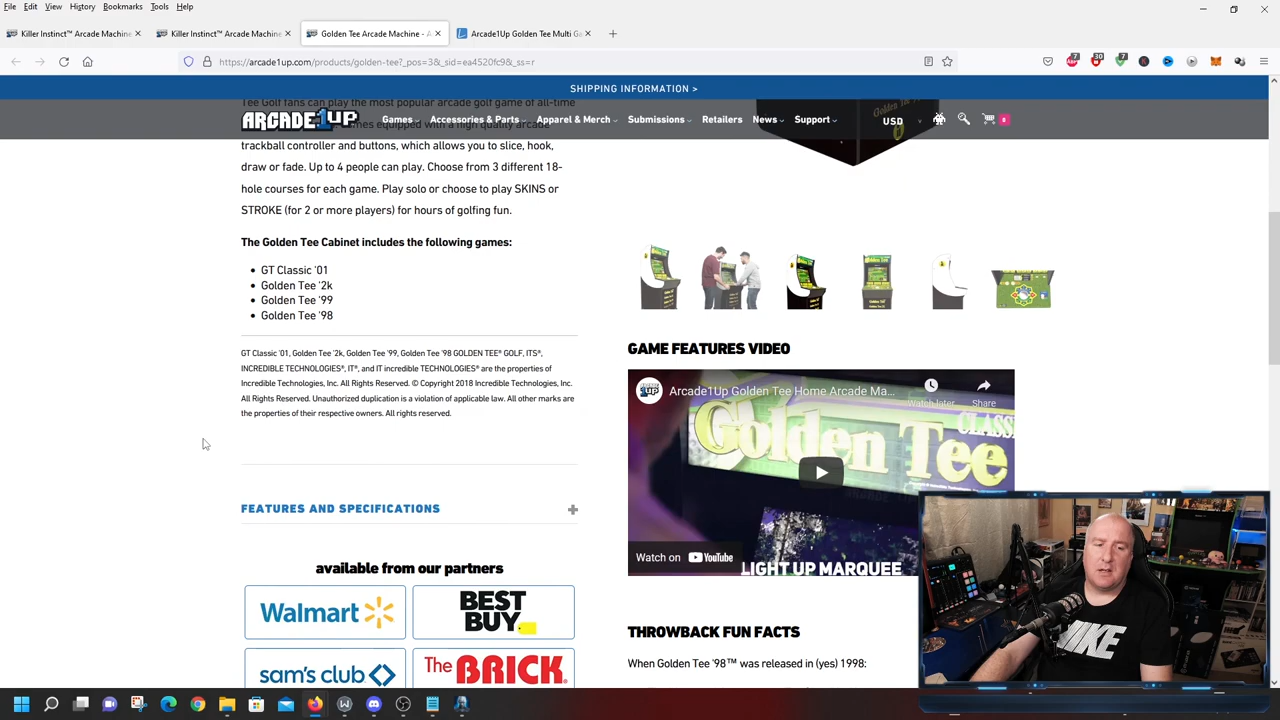 File Edit View History Bookmarks Tools Help
Killer Instinct™ Arcade Machine
Killer Instinct™ Arcade Machine
Golden Tee Arcade Machine - A
Arcade1Up Golden Tee Multi Ga
https://arcade1up.com/products/golden-tee?_pos=3&_sid=ea4520fc9&_ss=r
SHIPPING INFORMATION >
Tee Golf fans can play the most popular arcade golf game of all-time
ARCADE1UP
Games Accessories & Parts Apparel & Merch Submissions Retailers News Support USD 0
equipped with a high quality arcade
trackball controller and buttons, which allows you to slice, hook,
draw or fade. Up to 4 people can play. Choose from 3 different 18-
hole courses for each game. Play solo or choose to play SKINS or
STROKE (for 2 or more players) for hours of golfing fun.
The Golden Tee Cabinet includes the following games:
GT Classic '01
Golden Tee '2k
Golden Tee '99
Golden Tee '98
GT Classic '01, Golden Tee '2k, Golden Tee '99, Golden Tee '98 GOLDEN TEE® GOLF, ITS®,
INCREDIBLE TECHNOLOGIES®, IT®, and IT incredible TECHNOLOGIES® are the properties of
Incredible Technologies, Inc. All Rights Reserved. © Copyright 2018 Incredible Technologies, Inc.
All Rights Reserved. Unauthorized duplication is a violation of applicable law. All other marks are
the properties of their respective owners. All rights reserved.
FEATURES AND SPECIFICATIONS +
available from our partners
Walmart
BEST
BUY
sam's club
The BRICK
GAME FEATURES VIDEO
Arcade1Up Golden Tee Home Arcade Ma...
Watch later
Share
CLASSIC
Golden Tee
Watch on YouTube
LIGHT UP MARQUEE
THROWBACK FUN FACTS
When Golden Tee '98™ was released in (yes) 1998:
NIKE